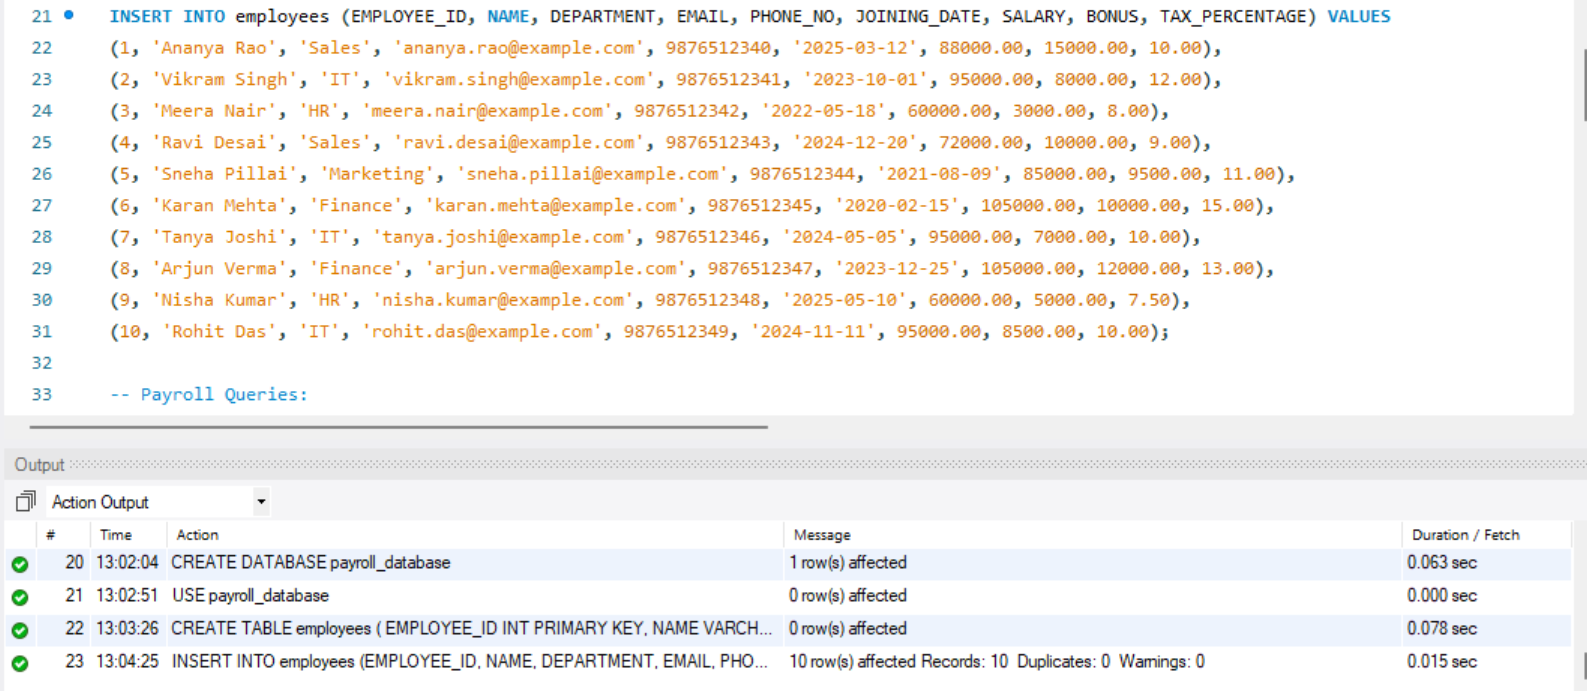 21 INSERT INTO employees (EMPLOYEE_ID, NAME, DEPARTMENT, EMAIL, PHONE_NO, JOINING_DATE, SALARY, BONUS, TAX_PERCENTAGE) VALUES
22 (1, 'Ananya Rao', 'Sales', 'ananya.rao@example.com', 9876512340, '2025-03-12', 88000.00, 15000.00, 10.00),
23 (2, 'Vikram Singh', 'IT', 'vikram.singh@example.com', 9876512341, '2023-10-01', 95000.00, 8000.00, 12.00),
24 (3, 'Meera Nair', 'HR', 'meera.nair@example.com', 9876512342, '2022-05-18', 60000.00, 3000.00, 8.00),
25 (4, 'Ravi Desai', 'Sales', 'ravi.desai@example.com', 9876512343, '2024-12-20', 72000.00, 10000.00, 9.00),
26 (5, 'Sneha Pillai', 'Marketing', 'sneha.pillai@example.com', 9876512344, '2021-08-09', 85000.00, 9500.00, 11.00),
27 (6, 'Karan Mehta', 'Finance', 'karan.mehta@example.com', 9876512345, '2020-02-15', 105000.00, 10000.00, 15.00),
28 (7, 'Tanya Joshi', 'IT', 'tanya.joshi@example.com', 9876512346, '2024-05-05', 95000.00, 7000.00, 10.00),
29 (8, 'Arjun Verma', 'Finance', 'arjun.verma@example.com', 9876512347, '2023-12-25', 105000.00, 12000.00, 13.00),
30 (9, 'Nisha Kumar', 'HR', 'nisha.kumar@example.com', 9876512348, '2025-05-10', 60000.00, 5000.00, 7.50),
31 (10, 'Rohit Das', 'IT', 'rohit.das@example.com', 9876512349, '2024-11-11', 95000.00, 8500.00, 10.00);
32
33 -- Payroll Queries:
Output
Action Output
# Time Action Message Duration / Fetch
20 13:02:04 CREATE DATABASE payroll_database 1 row(s) affected 0.063 sec
21 13:02:51 USE payroll_database 0 row(s) affected 0.000 sec
22 13:03:26 CREATE TABLE employees ( EMPLOYEE_ID INT PRIMARY KEY, NAME VARCH... 0 row(s) affected 0.078 sec
23 13:04:25 INSERT INTO employees (EMPLOYEE_ID, NAME, DEPARTMENT, EMAIL, PHO... 10 row(s) affected Records: 10 Duplicates: 0 Warnings: 0 0.015 sec